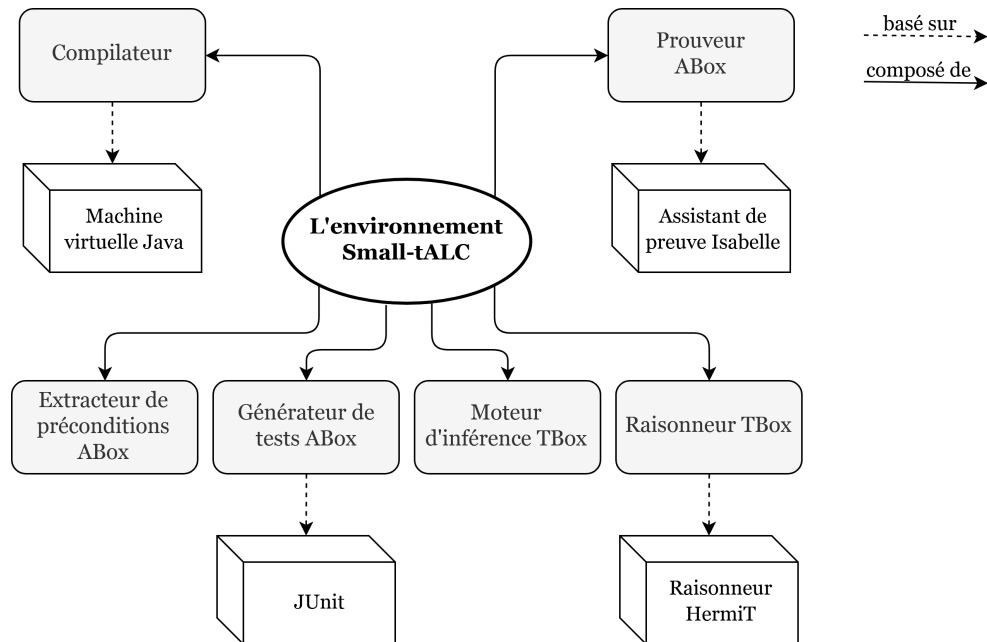 Compilateur
Prouveur
ABox
basé sur
composé de
Machine
virtuelle Java
L'environnement
Small-tALC
Assistant de
preuve Isabelle
Extracteur de
préconditions
ABox
Générateur de
tests ABox
Moteur
d'inférence TBox
Raisonneur TBox
JUnit
Raisonneur
HermiT